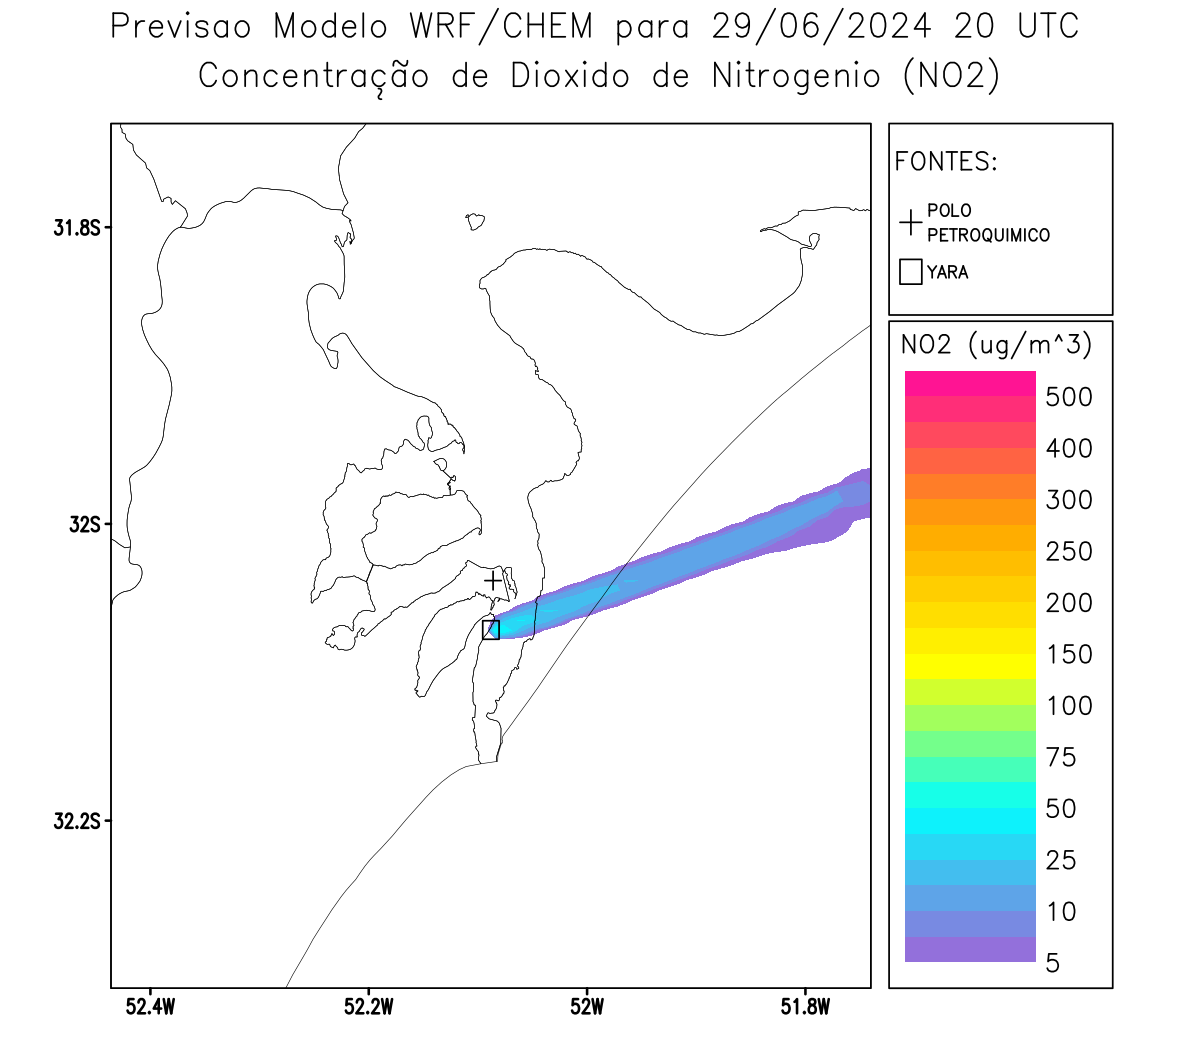 Previsao Modelo WRF/CHEM para 29/06/2024 20 UTC
Concentração de Dioxido de Nitrogenio (NO2)
FONTES:
POLO
PETROQUIMICO
YARA
NO2 (ug/m^3)
500
400
300
250
200
150
100
75
50
25
10
5
31.8S
32S
32.2S
52.4W
52.2W
52W
51.8W